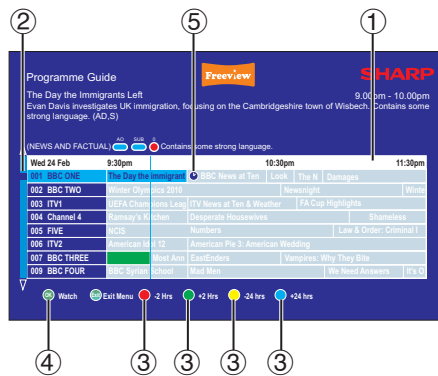 ② ⑤ ①
Programme Guide
Freeview
SHARP
The Day the Immigrants Left 9.00pm - 10.00pm
Evan Davis investigates UK immigration, focusing on the Cambridgeshire town of Wisbech. Contains some
strong language. (AD,S)
(NEWS AND FACTUAL) AD SUB 0 Contains some strong language.
Wed 24 Feb 9:30pm 10:30pm 11:30pm
001 BBC ONE The Day the immigrant BBC News at Ten Look The N Damages
002 BBC TWO Winter Olympics 2010 Newsnight Winte
003 ITV1 UEFA Champions Leag ITV News at Ten & Weather FA Cup Highlights
004 Channel 4 Ramsay's Kitchen Desperate Housewives Shameless
005 FIVE NCIS Numbers Law & Order: Criminal I
006 ITV2 American Idol 12 American Pie 3: American Wedding
007 BBC THREE Most Ann EsstEnders Vampires: Why They Bite
009 BBC FOUR BBC Syrian School Mad Men We Need Answers It's O
OK Watch Exit Exit Menu -2 Hrs +2 Hrs -24 hrs +24 hrs
④ ③ ③ ③ ③